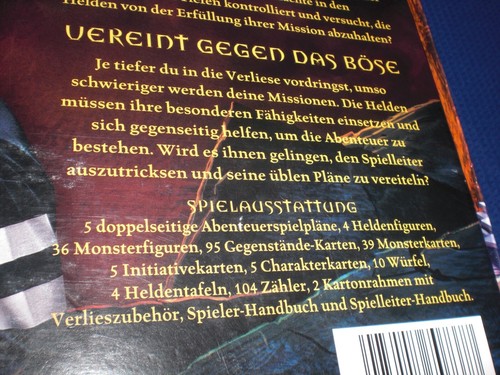 kontrolliert und versucht, die
Helden von der Erfüllung ihrer Mission abzuhalten?
VEREINT GEGEN DAS BÖSE
Je tiefer du in die Verliese vordringst, umso
schwieriger werden deine Missionen. Die Helden
müssen ihre besonderen Fähigkeiten einsetzen und
sich gegenseitig helfen, um die Abenteuer zu
bestehen. Wird es ihnen gelingen, den Spielleiter
auszutricksen und seine üblen Pläne zu vereiteln?
SPIELAUSSTATTUNG
5 doppelseitige Abenteuerspielpläne, 4 Heldenfiguren,
36 Monsterfiguren, 95 Gegenstände-Karten, 39 Monsterkarten,
5 Initiativekarten, 5 Charakterkarten, 10 Würfel,
4 Heldentafeln, 104 Zähler, 2 Kartonrahmen mit
Verlieszubehör, Spieler-Handbuch und Spielleiter-Handbuch.